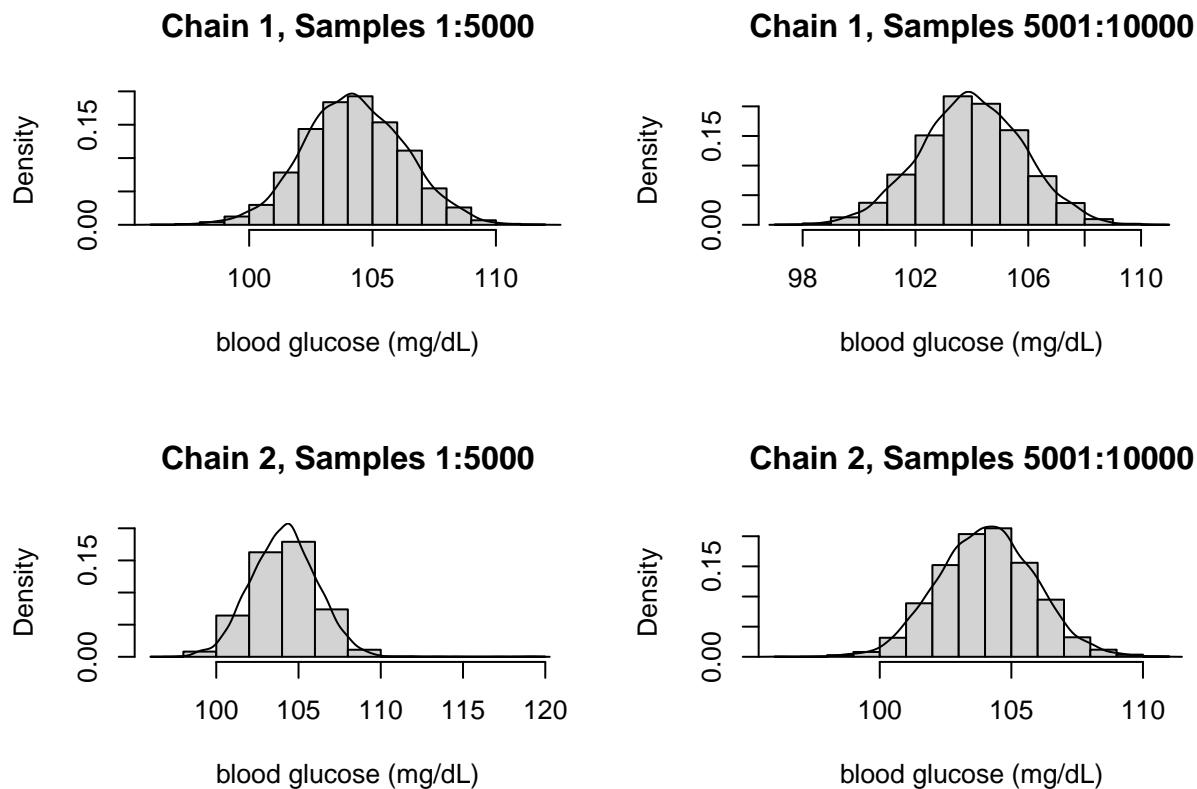 Chain 1, Samples 1:5000
Density
0.00 0.15
100 105 110
blood glucose (mg/dL)
Chain 1, Samples 5001:10000
Density
0.00 0.15
98 102 106 110
blood glucose (mg/dL)
Chain 2, Samples 1:5000
Density
0.00 0.15
100 105 110 115 120
blood glucose (mg/dL)
Chain 2, Samples 5001:10000
Density
0.00 0.15
100 105 110
blood glucose (mg/dL)